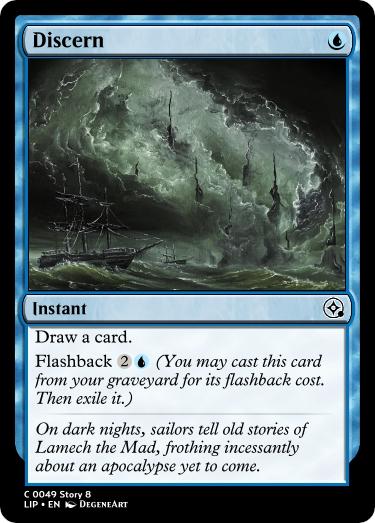 Discern
Instant
Draw a card.
Flashback 2 (You may cast this card
from your graveyard for its flashback cost.
Then exile it.)
On dark nights, sailors tell old stories of
Lamech the Mad, frothing incessantly
about an apocalypse yet to come.
C 0049 Story 8
LIP • EN DegeneArt